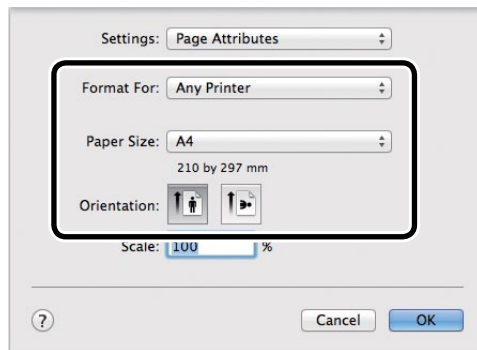 Settings: Page Attributes
Format For: Any Printer
Paper Size: A4
210 by 297 mm
Orientation:
Scale: 100 %
? Cancel OK